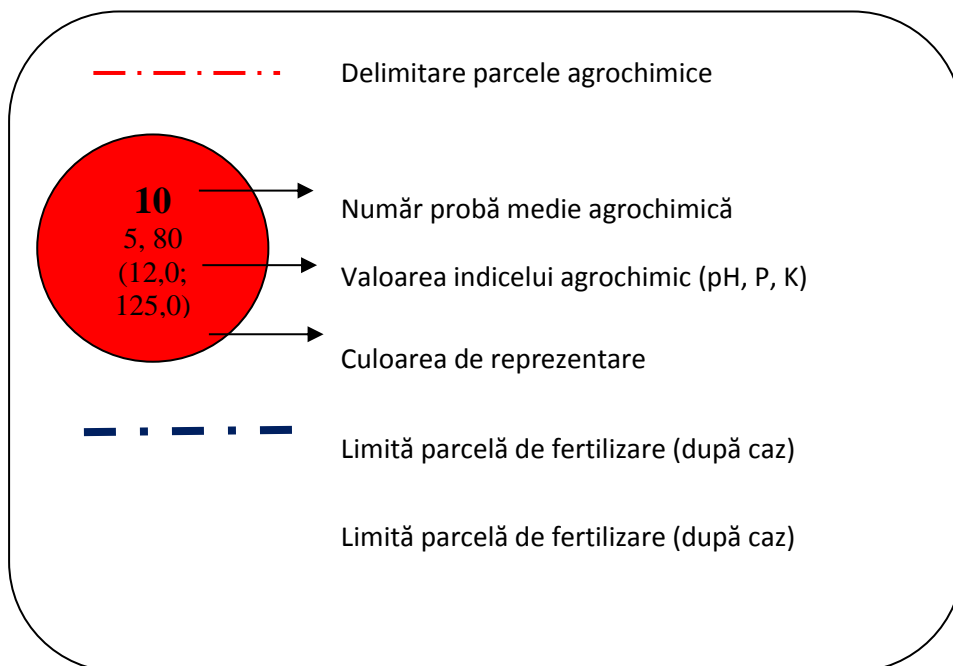 Delimitare parcele agrochimice
10
5, 80
(12,0;
125,0)
Număr probă medie agrochimică
Valoarea indicelui agrochimic (pH, P, K)
Culoarea de reprezentare
Limită parcelă de fertilizare (după caz)
Limită parcelă de fertilizare (după caz)